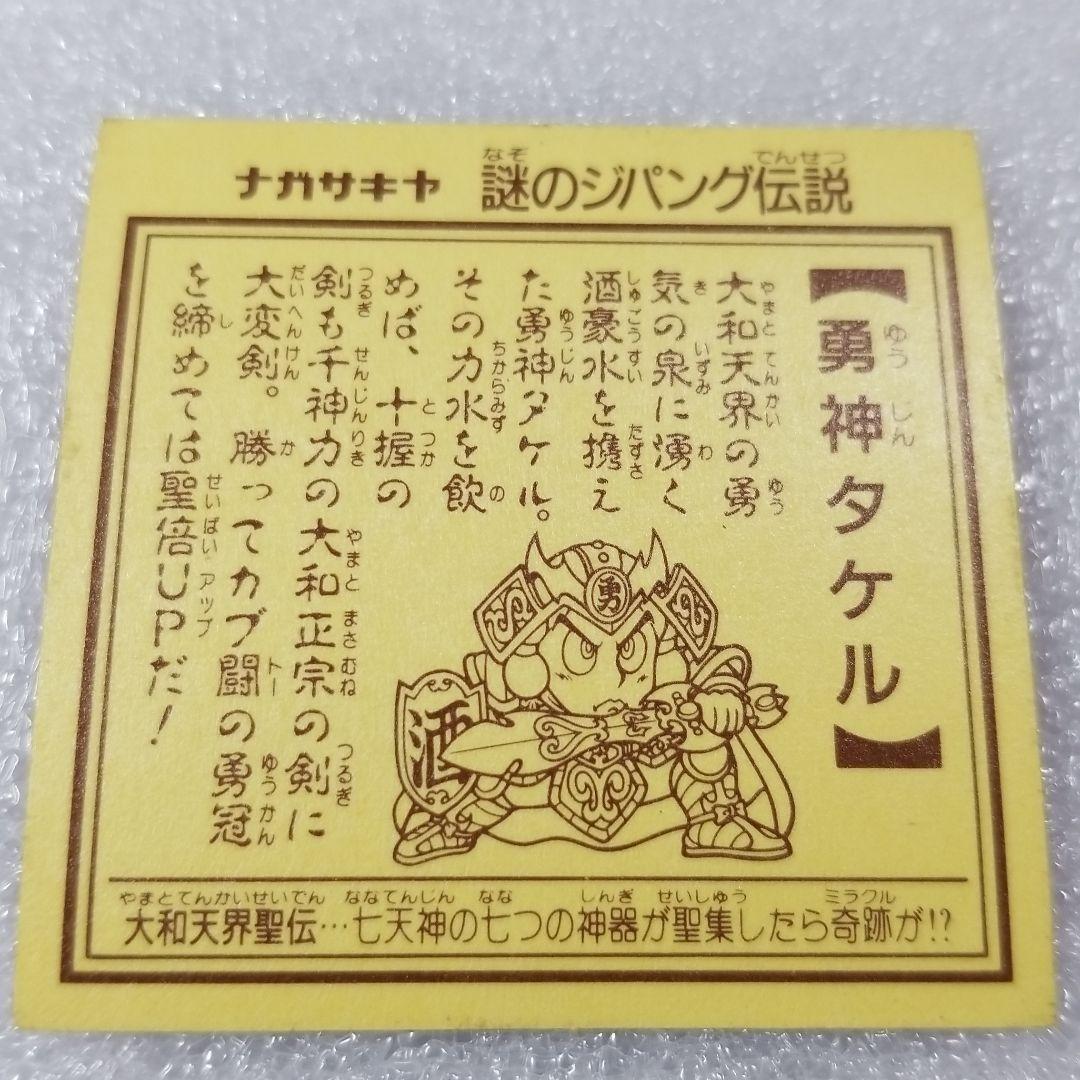 ナガサキヤ 謎のジパング伝説
【勇神タケル】
大和天界の勇
気の泉に湧く
酒豪水を携え
た勇神タケル。
その力水を飲
めば、十握の
剣も千神力の大和正宗の剣に
大変剣。勝ってカブ闘の勇冠
を締めては聖倍UPだ!
勇
酒
大和天界聖伝…七天神の七つの神器が聖集したら奇跡が!?